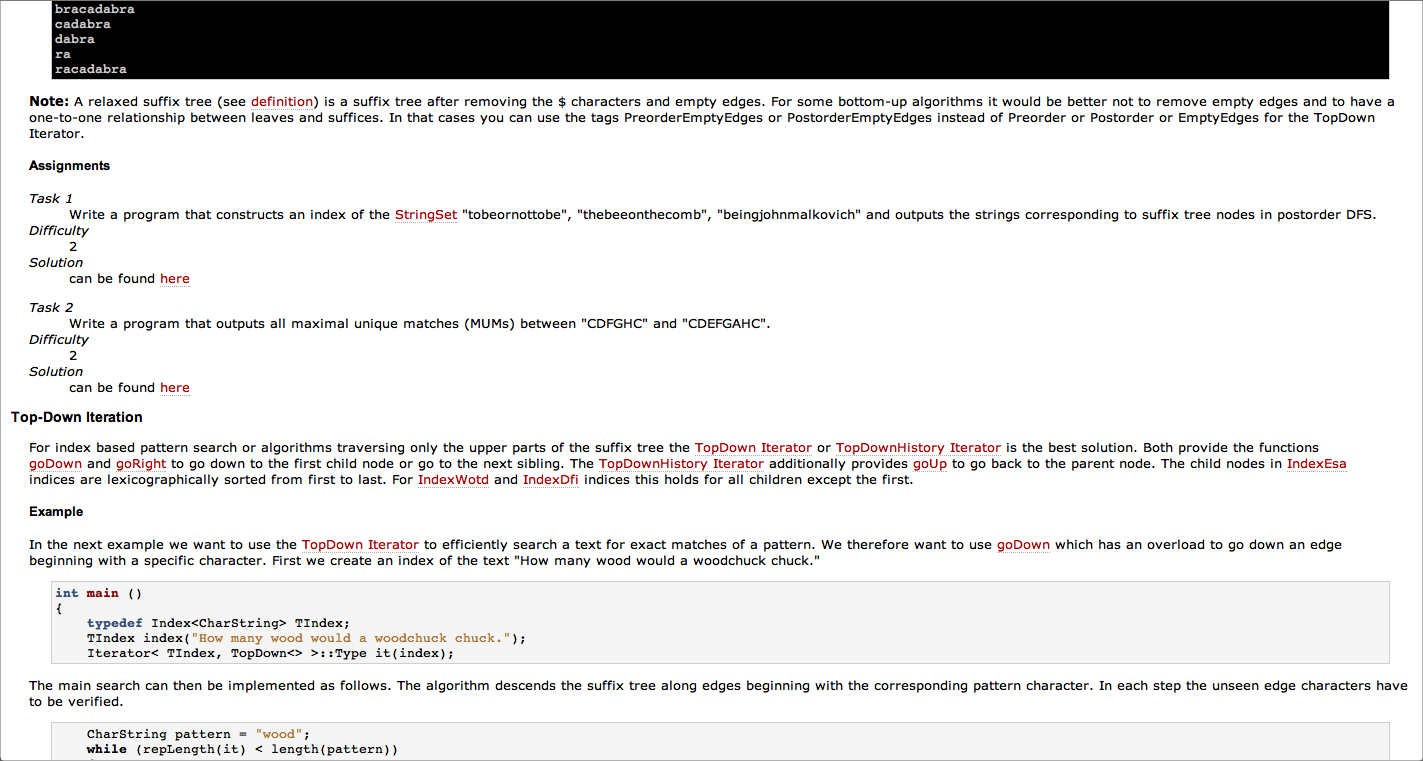 bracadabra
cadabra
dabra
ra
racadabra
Note: A relaxed suffix tree (see definition) is a suffix tree after removing the $ characters and empty edges. For some bottom-up algorithms it would be better not to remove empty edges and to have a
one-to-one relationship between leaves and suffices. In that cases you can use the tags PreorderEmptyEdges or PostorderEmptyEdges instead of Preorder or Postorder or EmptyEdges for the TopDown
Iterator.
Assignments
Task 1
Write a program that constructs an index of the StringSet "tobeornottobe", "thebeeonthecomb", "beingjohnmalkovich" and outputs the strings corresponding to suffix tree nodes in postorder DFS.
Difficulty
2
Solution
can be found here
Task 2
Write a program that outputs all maximal unique matches (MUMs) between "CDFGHC" and "CDEFGAHC".
Difficulty
2
Solution
can be found here
Top-Down Iteration
For index based pattern search or algorithms traversing only the upper parts of the suffix tree the TopDown Iterator or TopDownHistory Iterator is the best solution. Both provide the functions
goDown and goRight to go down to the first child node or go to the next sibling. The TopDownHistory Iterator additionally provides goUp to go back to the parent node. The child nodes in IndexEsa
indices are lexicographically sorted from first to last. For IndexWotd and IndexDfi indices this holds for all children except the first.
Example
In the next example we want to use the TopDown Iterator to efficiently search a text for exact matches of a pattern. We therefore want to use goDown which has an overload to go down an edge
beginning with a specific character. First we create an index of the text "How many wood would a woodchuck chuck."
int main ()
{
    typedef Index<CharString> TIndex;
    TIndex index("How many wood would a woodchuck chuck.");
    Iterator< TIndex, TopDown<> >::Type it(index);
The main search can then be implemented as follows. The algorithm descends the suffix tree along edges beginning with the corresponding pattern character. In each step the unseen edge characters have
to be verified.
    CharString pattern = "wood";
    while (repLength(it) < length(pattern))